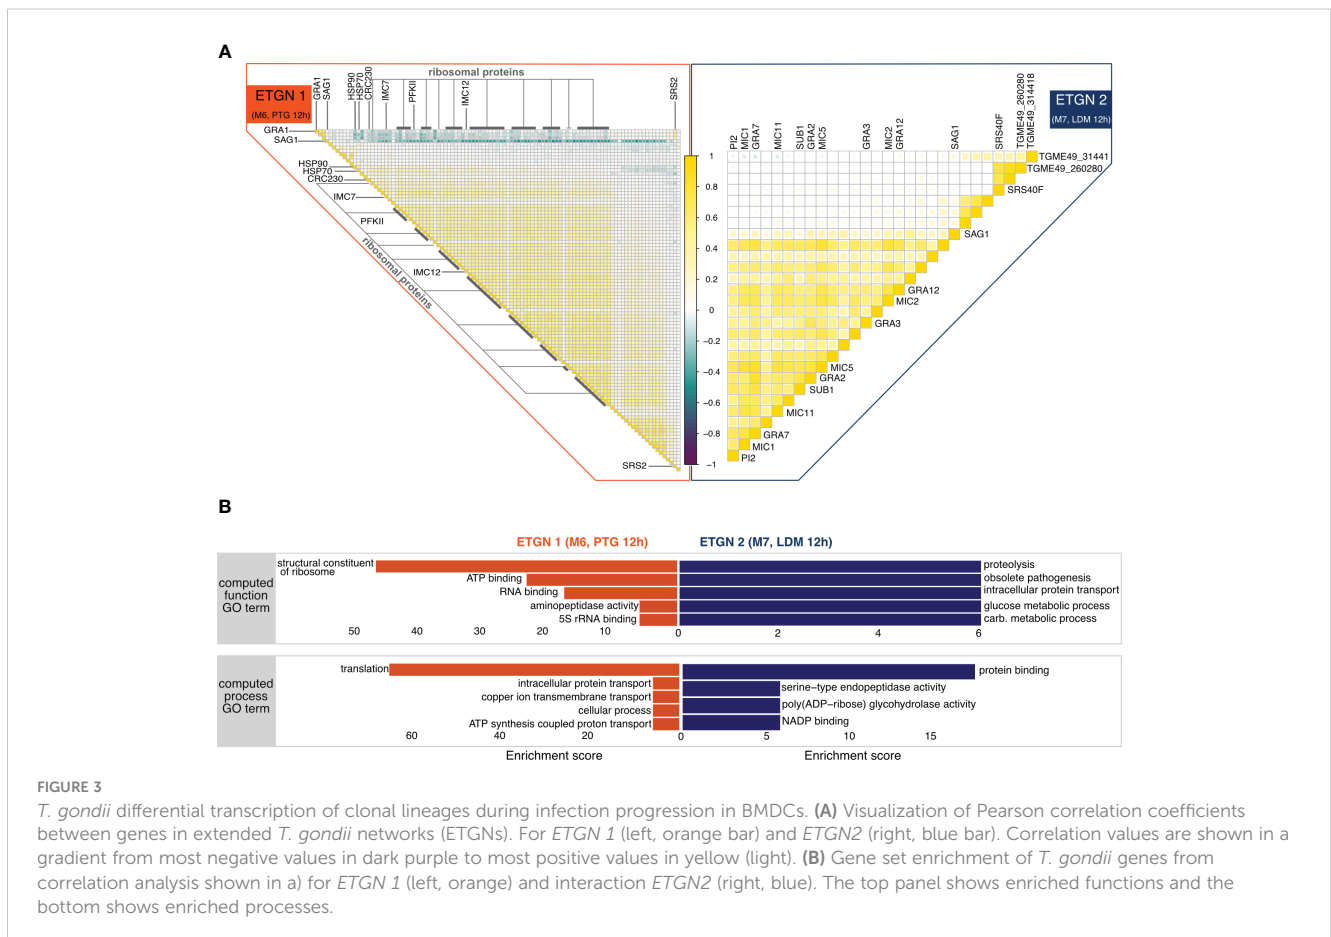 A
ribosomal proteins
ETGN 1
(M6, PTG 12h)
GRA1
SAG1
HSP90
HSP70
CRC230
IMC7
PFKII
IMC12
SRS2
GRA1
SAG1
HSP90
HSP70
CRC230
IMC7
PFKII
IMC12
ribosomal proteins
SRS2
1
0.8
0.6
0.4
0.2
0
−0.2
−0.4
−0.6
−0.8
−1
ETGN 2
(M7, LDM 12h)
PI2
MIC1
GRA7
MIC11
SUB1
GRA2
MIC5
GRA3
MIC2
GRA12
SAG1
SRS40F
TGME49_260280
TGME49_314418
TGME49_31441
TGME49_260280
SRS40F
SAG1
GRA12
MIC2
GRA3
MIC5
GRA2
SUB1
MIC11
GRA7
MIC1
PI2
B
ETGN 1 (M6, PTG 12h)
ETGN 2 (M7, LDM 12h)
computed
function
GO term
structural constituent
of ribosome
ATP binding
RNA binding
aminopeptidase activity
5S rRNA binding
50 40 30 20 10 0 2 4 6
proteolysis
obsolete pathogenesis
intracellular protein transport
glucose metabolic process
carb. metabolic process
computed
process
GO term
translation
intracellular protein transport
copper ion transmembrane transport
cellular process
ATP synthesis coupled proton transport
60 40 20 0 5 10 15
protein binding
serine−type endopeptidase activity
poly(ADP−ribose) glycohydrolase activity
NADP binding
Enrichment score
Enrichment score
FIGURE 3
T. gondii differential transcription of clonal lineages during infection progression in BMDCs. (A) Visualization of Pearson correlation coefficients
between genes in extended T. gondii networks (ETGNs). For ETGN 1 (left, orange bar) and ETGN2 (right, blue bar). Correlation values are shown in a
gradient from most negative values in dark purple to most positive values in yellow (light). (B) Gene set enrichment of T. gondii genes from
correlation analysis shown in a) for ETGN 1 (left, orange) and interaction ETGN2 (right, blue). The top panel shows enriched functions and the
bottom shows enriched processes.